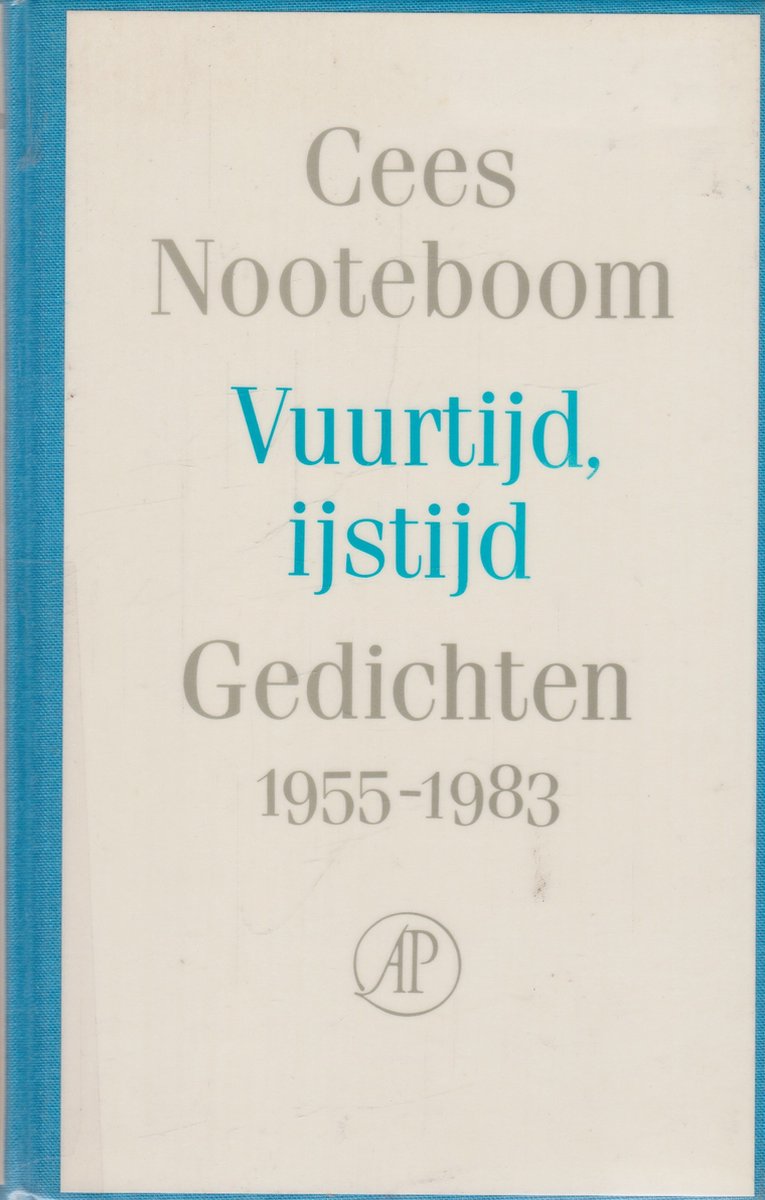 Cees
Nooteboom
Vuurtijd,
ijstijd
Gedichten
1955-1983
AP